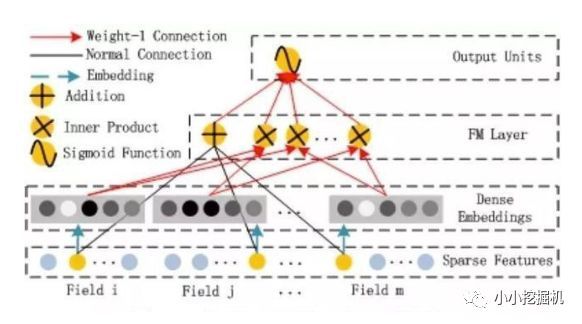 Weight-1 Connection
Normal Connection
Embedding
Addition
Inner Product
Sigmoid Function
Output Units
...
FM Layer
Dense
Embeddings
...
... ... ... ... ... Sparse Features
Field i Field j ... Field m
小小挖掘机